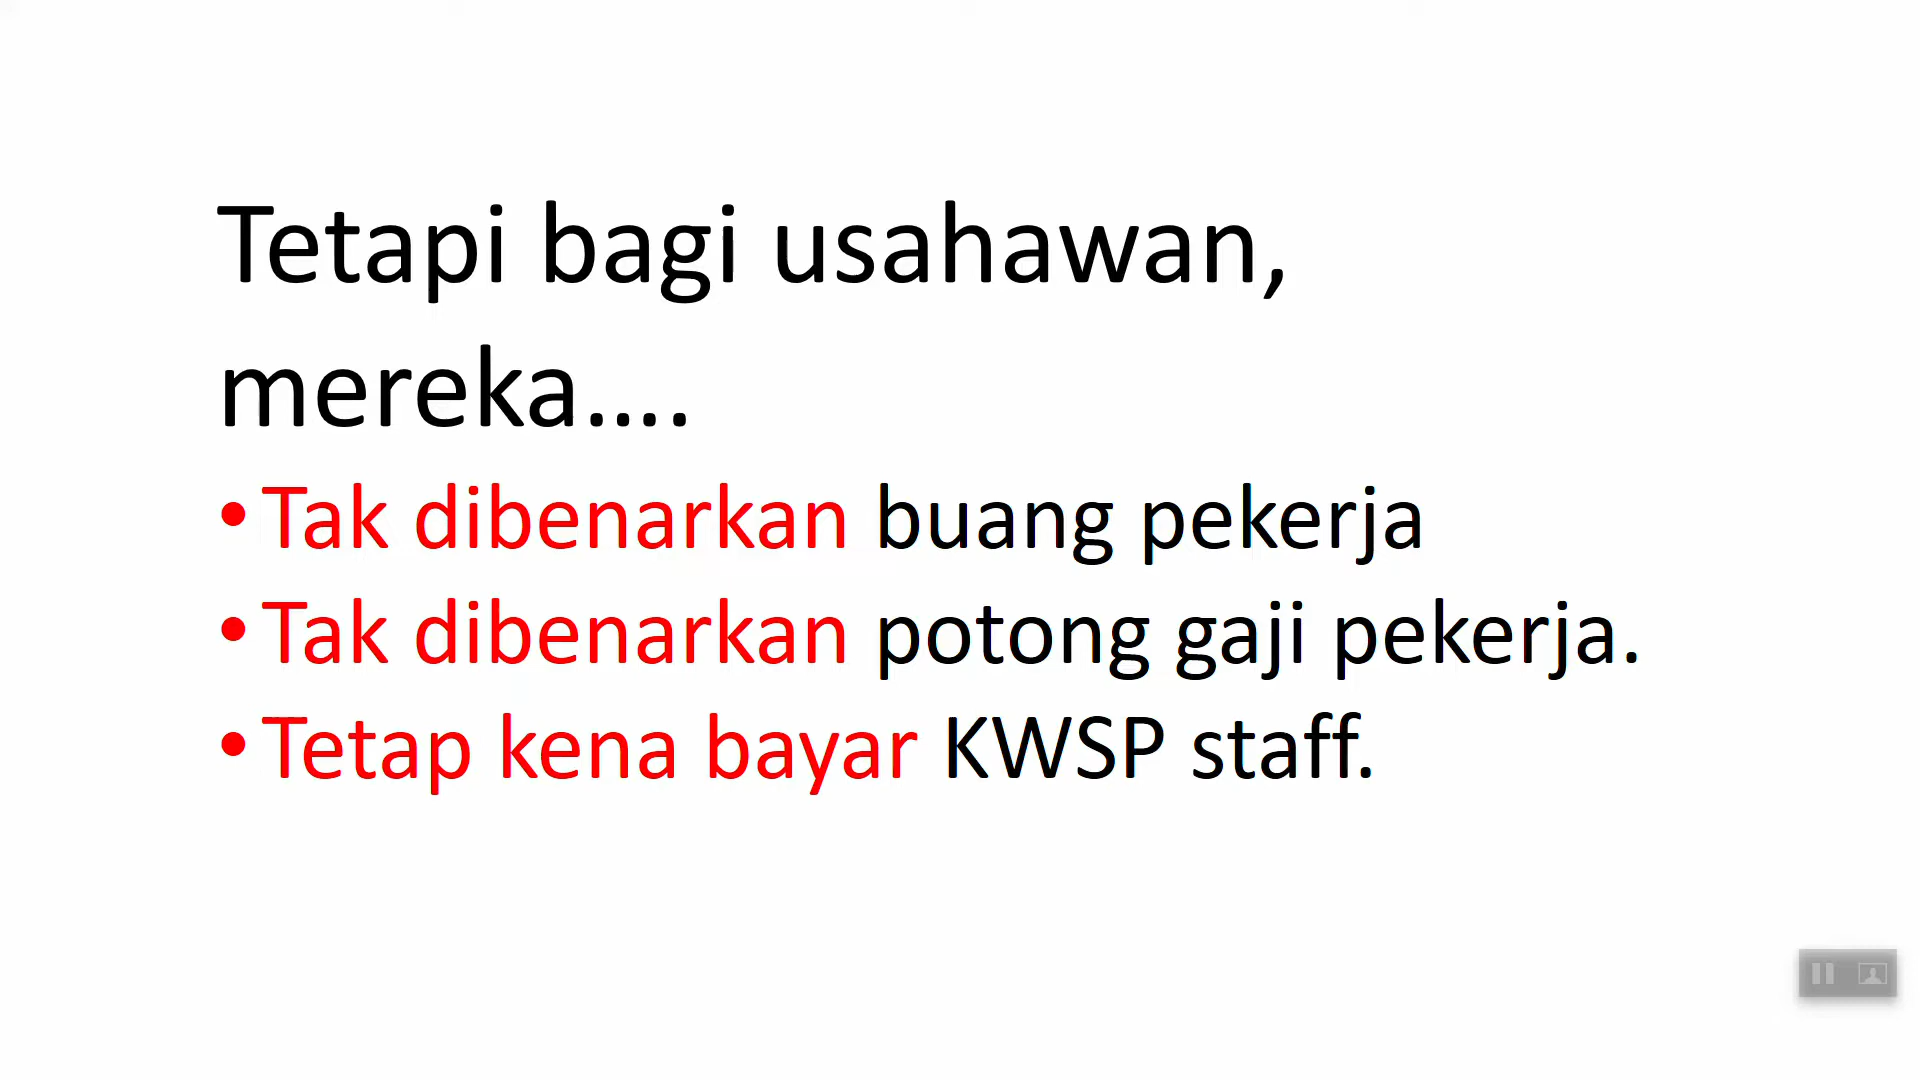 Tetapi bagi usahawan,
mereka....
•Tak dibenarkan buang pekerja
•Tak dibenarkan potong gaji pekerja.
•Tetap kena bayar KWSP staff.